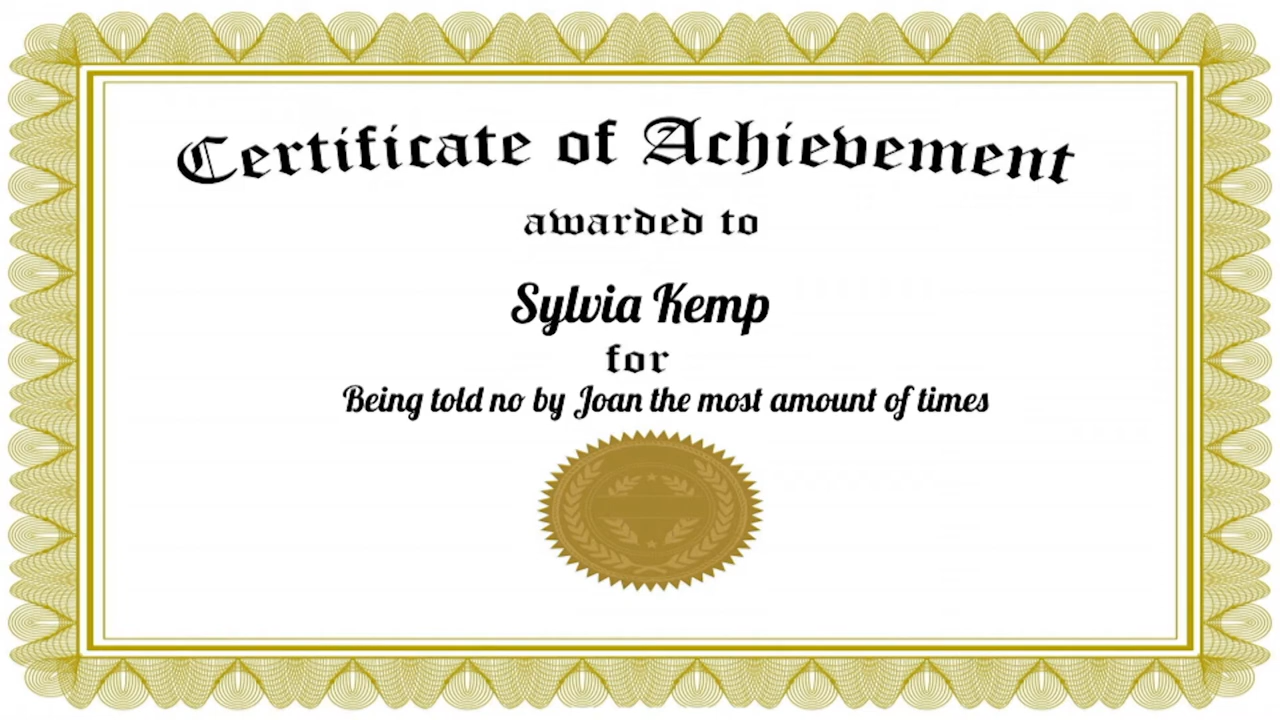 Certificate of Achievement
awarded to
Sylvia Kemp
for
Being told no by Joan the most amount of times